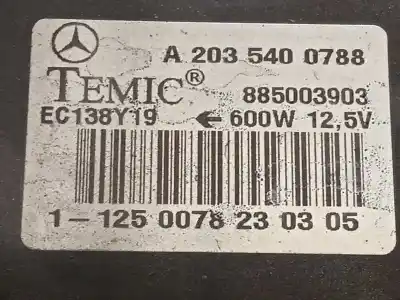 A 203 540 0788
TEMIC® 885003903
EC138Y19 ← 600W 12,5V
1-125 0078 23 03 05